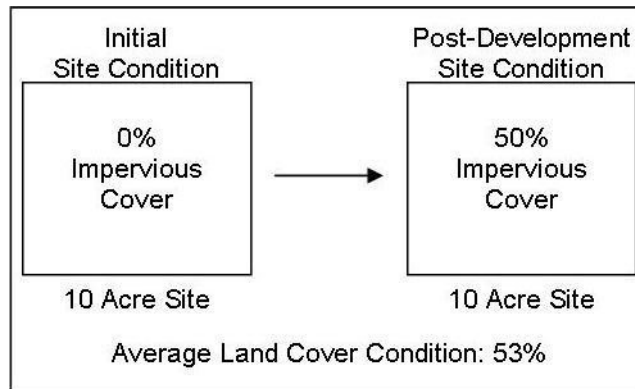 Initial
Site Condition
0%
Impervious
Cover
10 Acre Site
Post-Development
Site Condition
50%
Impervious
Cover
10 Acre Site
Average Land Cover Condition: 53%